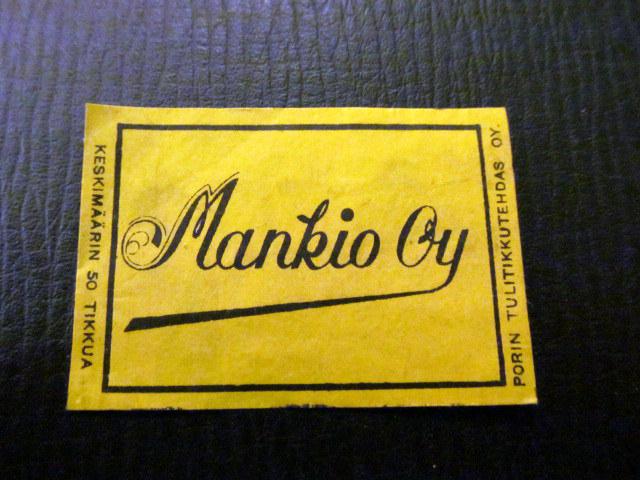 KESKIMÄÄRIN 50 TIKKUA
Mankio Oy
PORIN TULITIKKUTEHDAS OY.